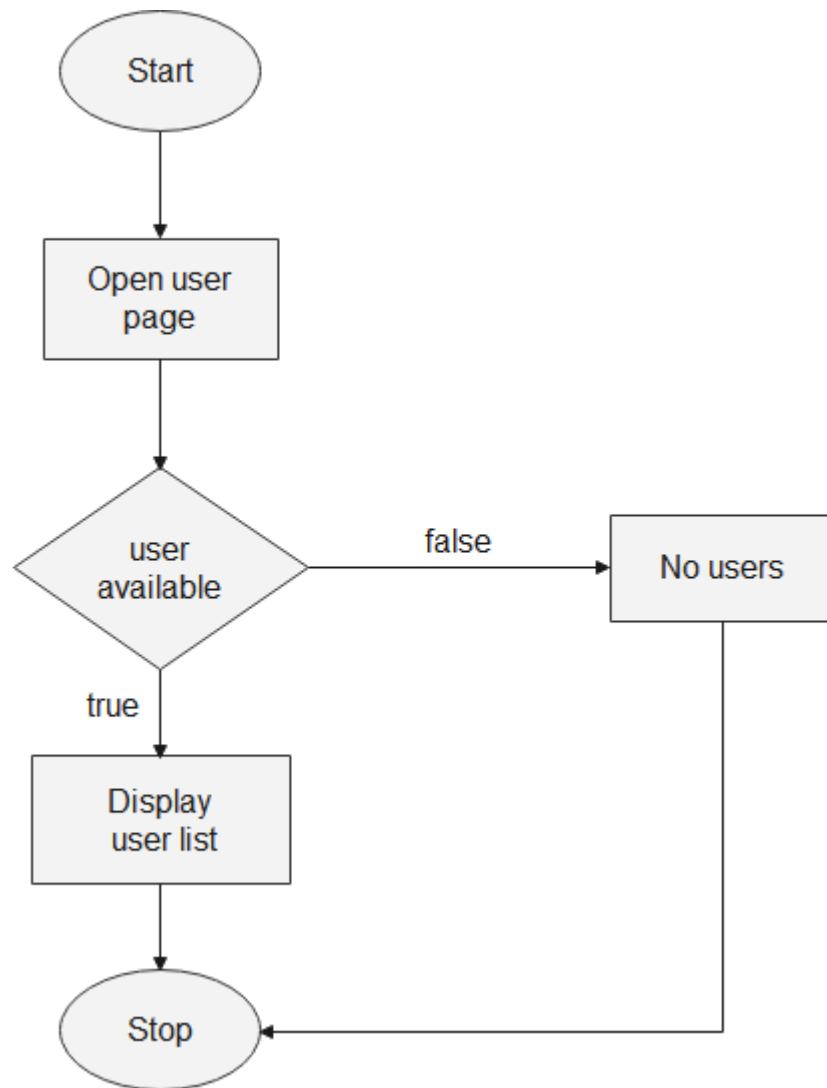 Start
Open user
page
user
available
false
No users
true
Display
user list
Stop